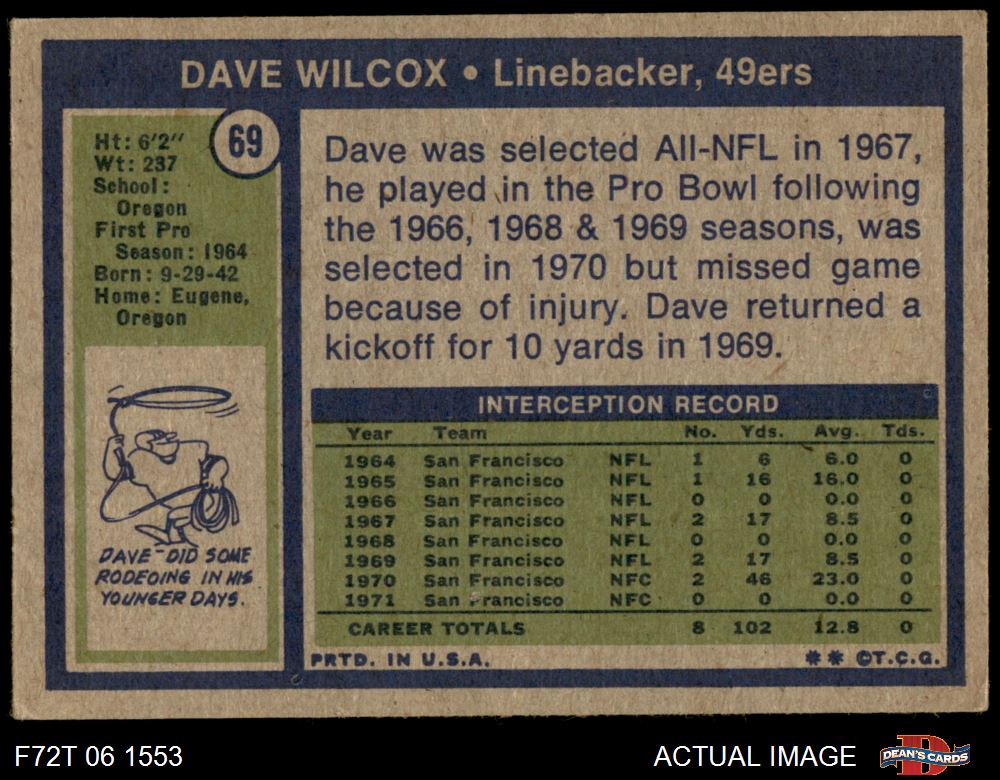 DAVE WILCOX • Linebacker, 49ers
69
Ht: 6'2"
Wt: 237
School:
Oregon
First Pro
Season: 1964
Born: 9-29-42
Home: Eugene,
Oregon
DAVE DID SOME
RODEOING IN HIS
YOUNGER DAYS.
Dave was selected All-NFL in 1967,
he played in the Pro Bowl following
the 1966, 1968 & 1969 seasons, was
selected in 1970 but missed game
because of injury. Dave returned a
kickoff for 10 yards in 1969.
INTERCEPTION RECORD
Year Team No. Yds. Avg. Tds.
1964 San Francisco NFL 1 6 6.0 0
1965 San Francisco NFL 1 16 16.0 0
1966 San Francisco NFL 0 0 0.0 0
1967 San Francisco NFL 2 17 8.5 0
1968 San Francisco NFL 0 0 0.0 0
1969 San Francisco NFL 2 17 8.5 0
1970 San Francisco NFC 2 46 23.0 0
1971 San Francisco NFC 0 0 0.0 0
CAREER TOTALS 8 102 12.8 0
PRTD. IN U.S.A. ** ©T.C.G.
F72T 06 1553 ACTUAL IMAGE DEAN'S CARDS